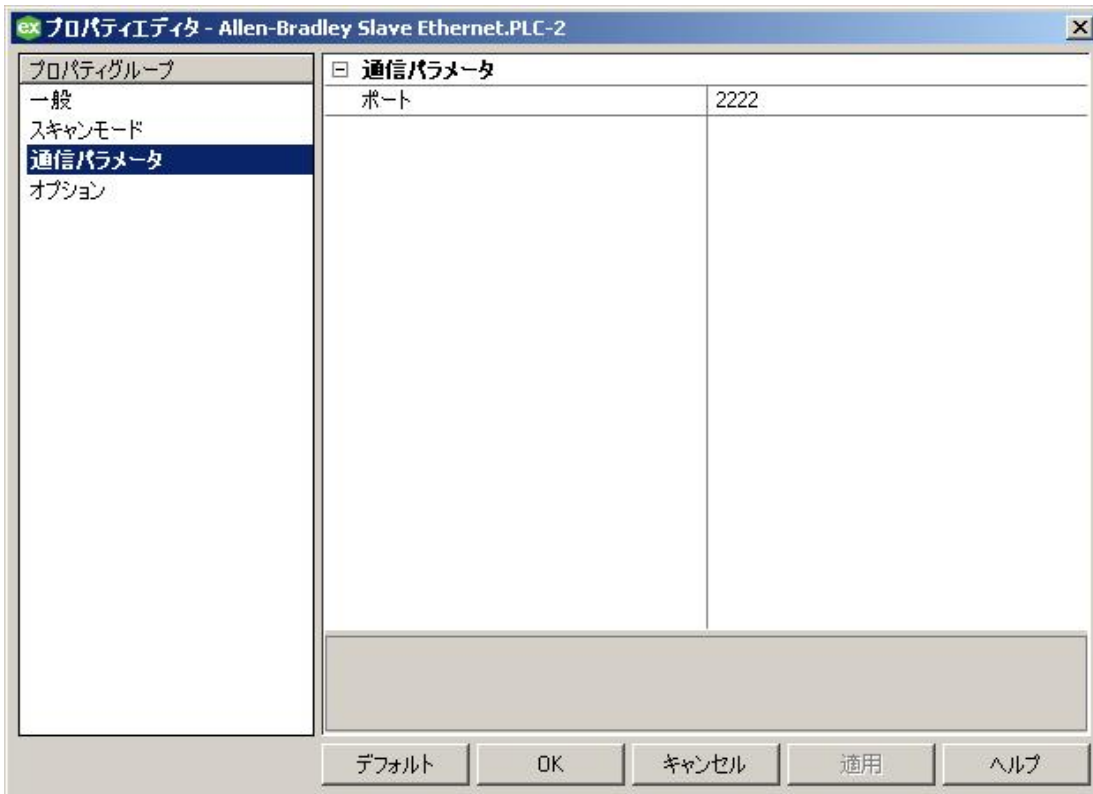 ex プロパティエディタ - Allen-Bradley Slave Ethernet.PLC-2
プロパティグループ
一般
スキャンモード
通信パラメータ
オプション
通信パラメータ
ポート 2222
デフォルト OK キャンセル 適用 ヘルプ